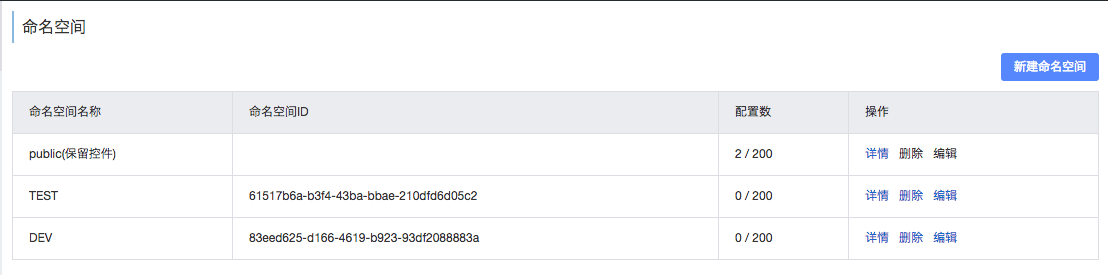 命名空间
新建命名空间
命名空间名称 命名空间ID 配置数 操作
public(保留控件) 2 / 200 详情 删除 编辑
TEST 61517b6a-b3f4-43ba-bbae-210dfd6d05c2 0 / 200 详情 删除 编辑
DEV 83eed625-d166-4619-b923-93df2088883a 0 / 200 详情 删除 编辑